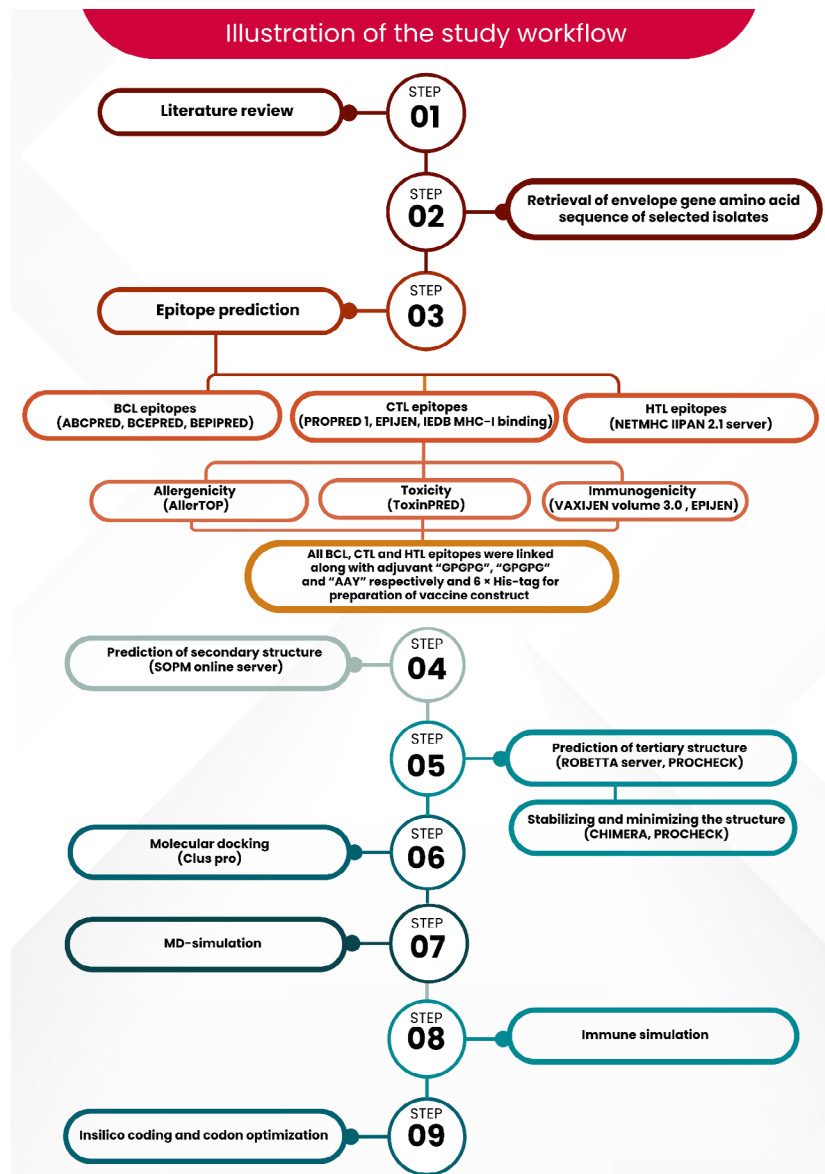 Illustration of the study workflow
STEP
01
Literature review
STEP
02
Retrieval of envelope gene amino acid
sequence of selected isolates
STEP
03
Epitope prediction
BCL epitopes
(ABCPRED, BCEPRED, BEPIPRED)
CTL epitopes
(PROPRED 1, EPIJEN, IEDB MHC-I binding)
HTL epitopes
(NETMHC IIPAN 2.1 server)
Allergenicity
(AllerTOP)
Toxicity
(ToxinPRED)
Immunogenicity
(VAXIJEN volume 3.0 , EPIJEN)
All BCL, CTL and HTL epitopes were linked
along with adjuvant “GPGPG”, “GPGPG”
and “AAY” respectively and 6 × His-tag for
preparation of vaccine construct
STEP
04
Prediction of secondary structure
(SOPM online server)
STEP
05
Prediction of tertiary structure
(ROBETTA server, PROCHECK)
Stabilizing and minimizing the structure
(CHIMERA, PROCHECK)
STEP
06
Molecular docking
(Clus pro)
STEP
07
MD-simulation
STEP
08
Immune simulation
STEP
09
Insilico coding and codon optimization